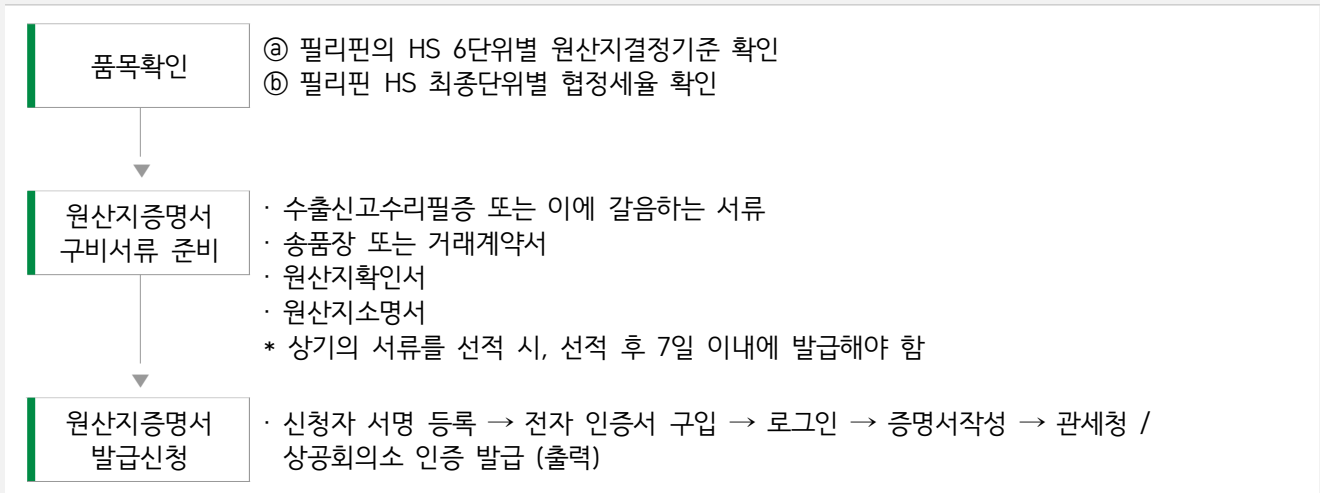 품목확인
ⓐ 필리핀의 HS 6단위별 원산지결정기준 확인
ⓑ 필리핀 HS 최종단위별 협정세율 확인
원산지증명서
구비서류 준비
· 수출신고수리필증 또는 이에 갈음하는 서류
· 송품장 또는 거래계약서
· 원산지확인서
· 원산지소명서
* 상기의 서류를 선적 시, 선적 후 7일 이내에 발급해야 함
원산지증명서
발급신청
· 신청자 서명 등록 → 전자 인증서 구입 → 로그인 → 증명서작성 → 관세청 /
상공회의소 인증 발급 (출력)